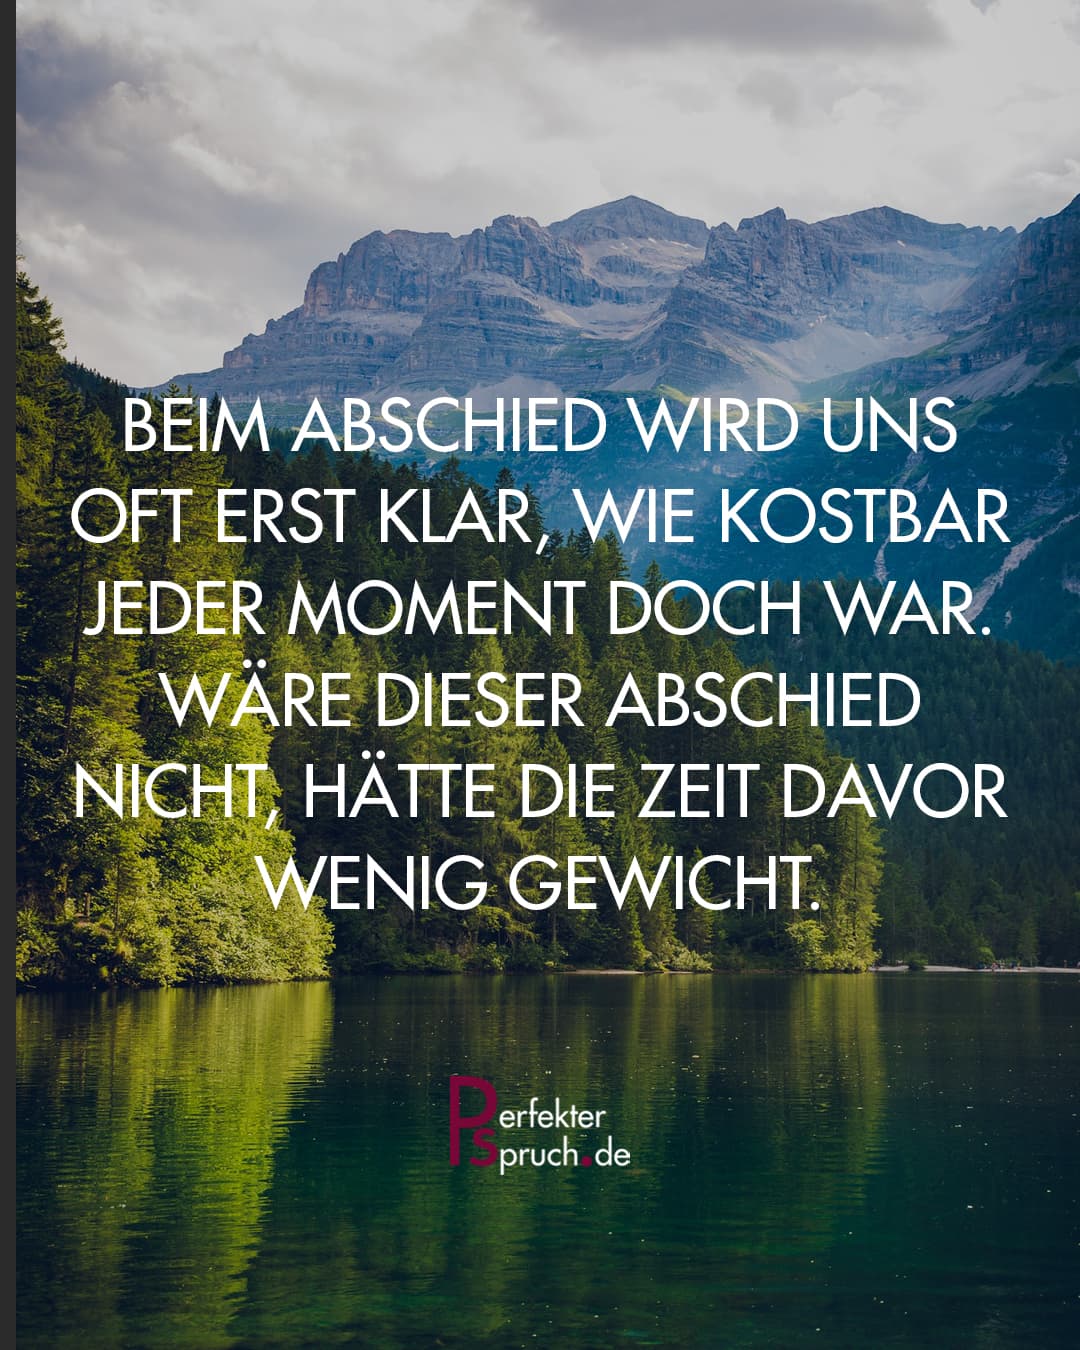 BEIM ABSCHIED WIRD UNS
OFT ERST KLAR, WIE KOSTBAR
JEDER MOMENT DOCH WAR.
WÄRE DIESER ABSCHIED
NICHT, HÄTTE DIE ZEIT DAVOR
WENIG GEWICHT.
Perfekter
Spruch.de